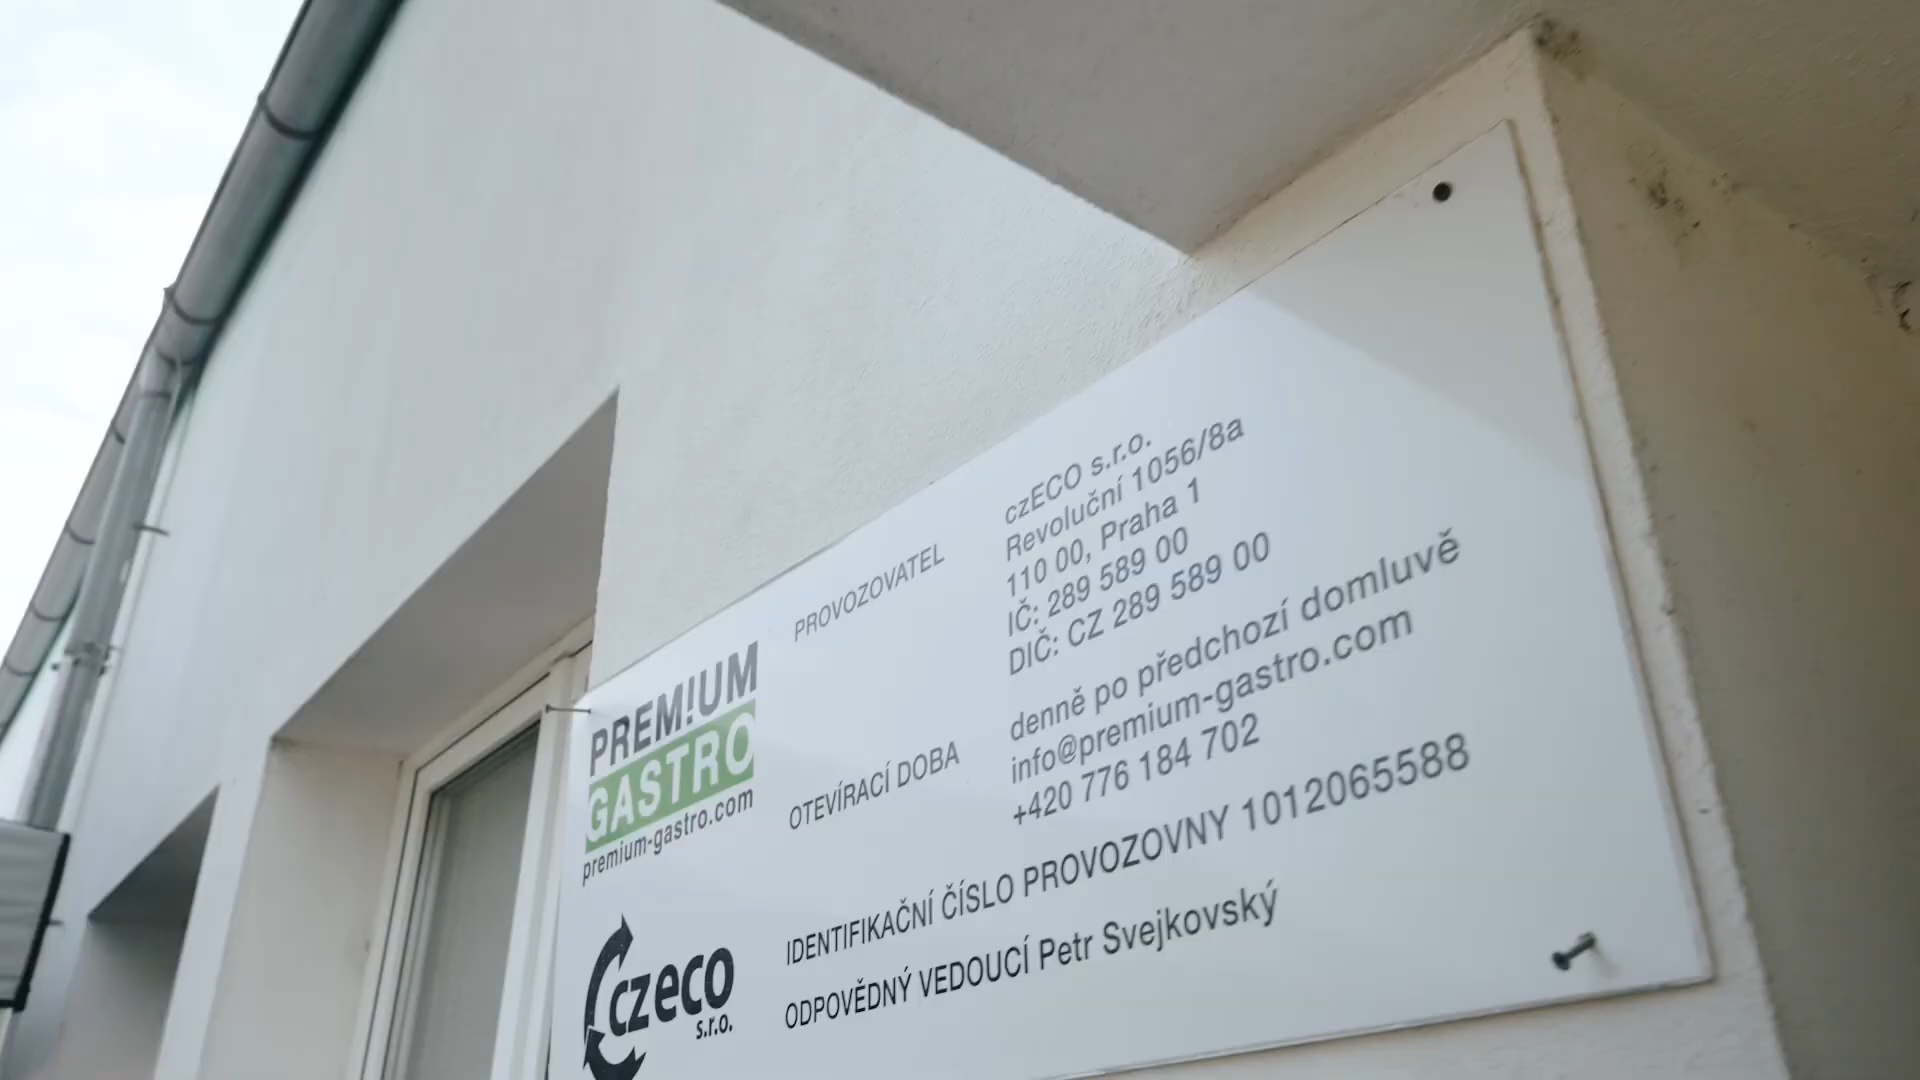 PREM!UM
GASTRO
premium-gastro.com
czeco
s.r.o.
PROVOZOVATEL
czECO s.r.o.
Revoluční 1056/8a
110 00, Praha 1
IČ: 289 589 00
DIČ: CZ 289 589 00
OTEVÍRACÍ DOBA
denně po předchozí domluvě
info@premium-gastro.com
+420 776 184 702
IDENTIFIKAČNÍ ČÍSLO PROVOZOVNY 1012065588
ODPOVĚDNÝ VEDOUCÍ Petr Svejkovský